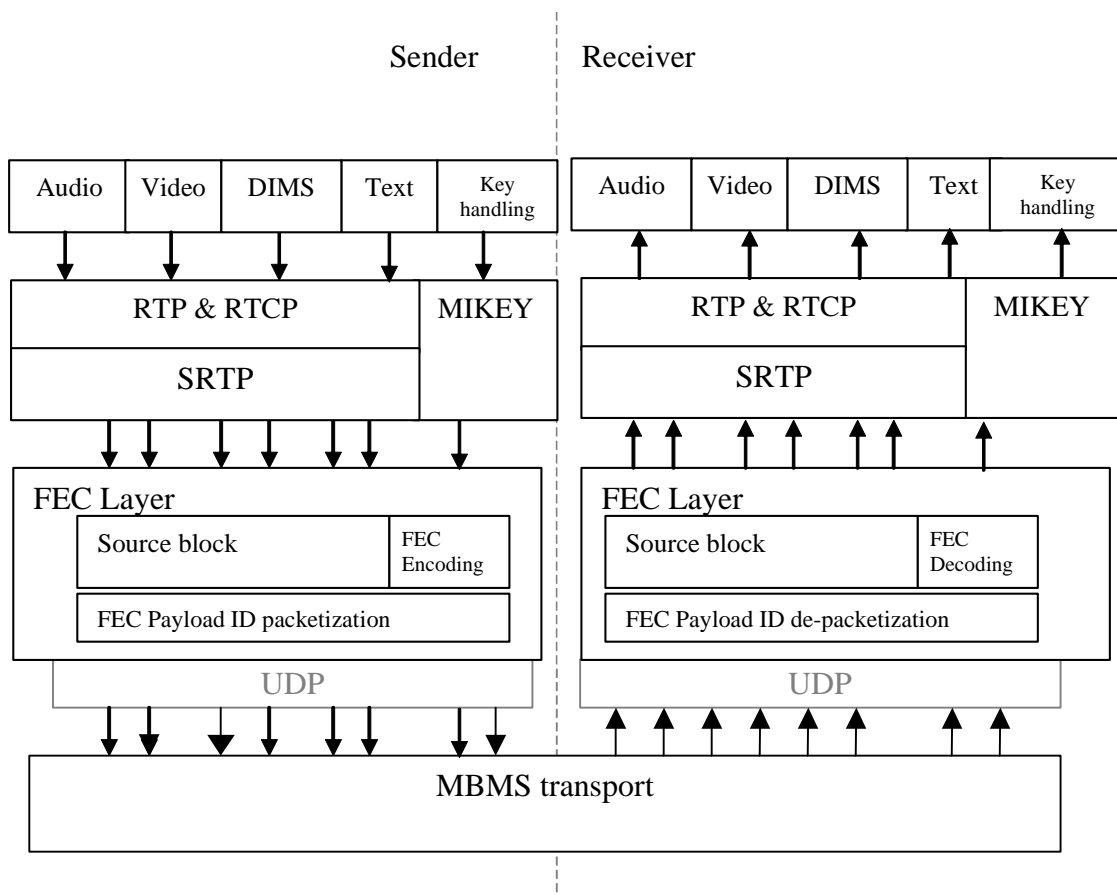 Sender
Receiver
Audio
Video
DIMS
Text
Key
handling
Audio
Video
DIMS
Text
Key
handling
RTP & RTCP
MIKEY
SRTP
RTP & RTCP
MIKEY
SRTP
FEC Layer
Source block
FEC
Encoding
FEC Payload ID packetization
FEC Layer
Source block
FEC
Decoding
FEC Payload ID de-packetization
UDP
UDP
MBMS transport